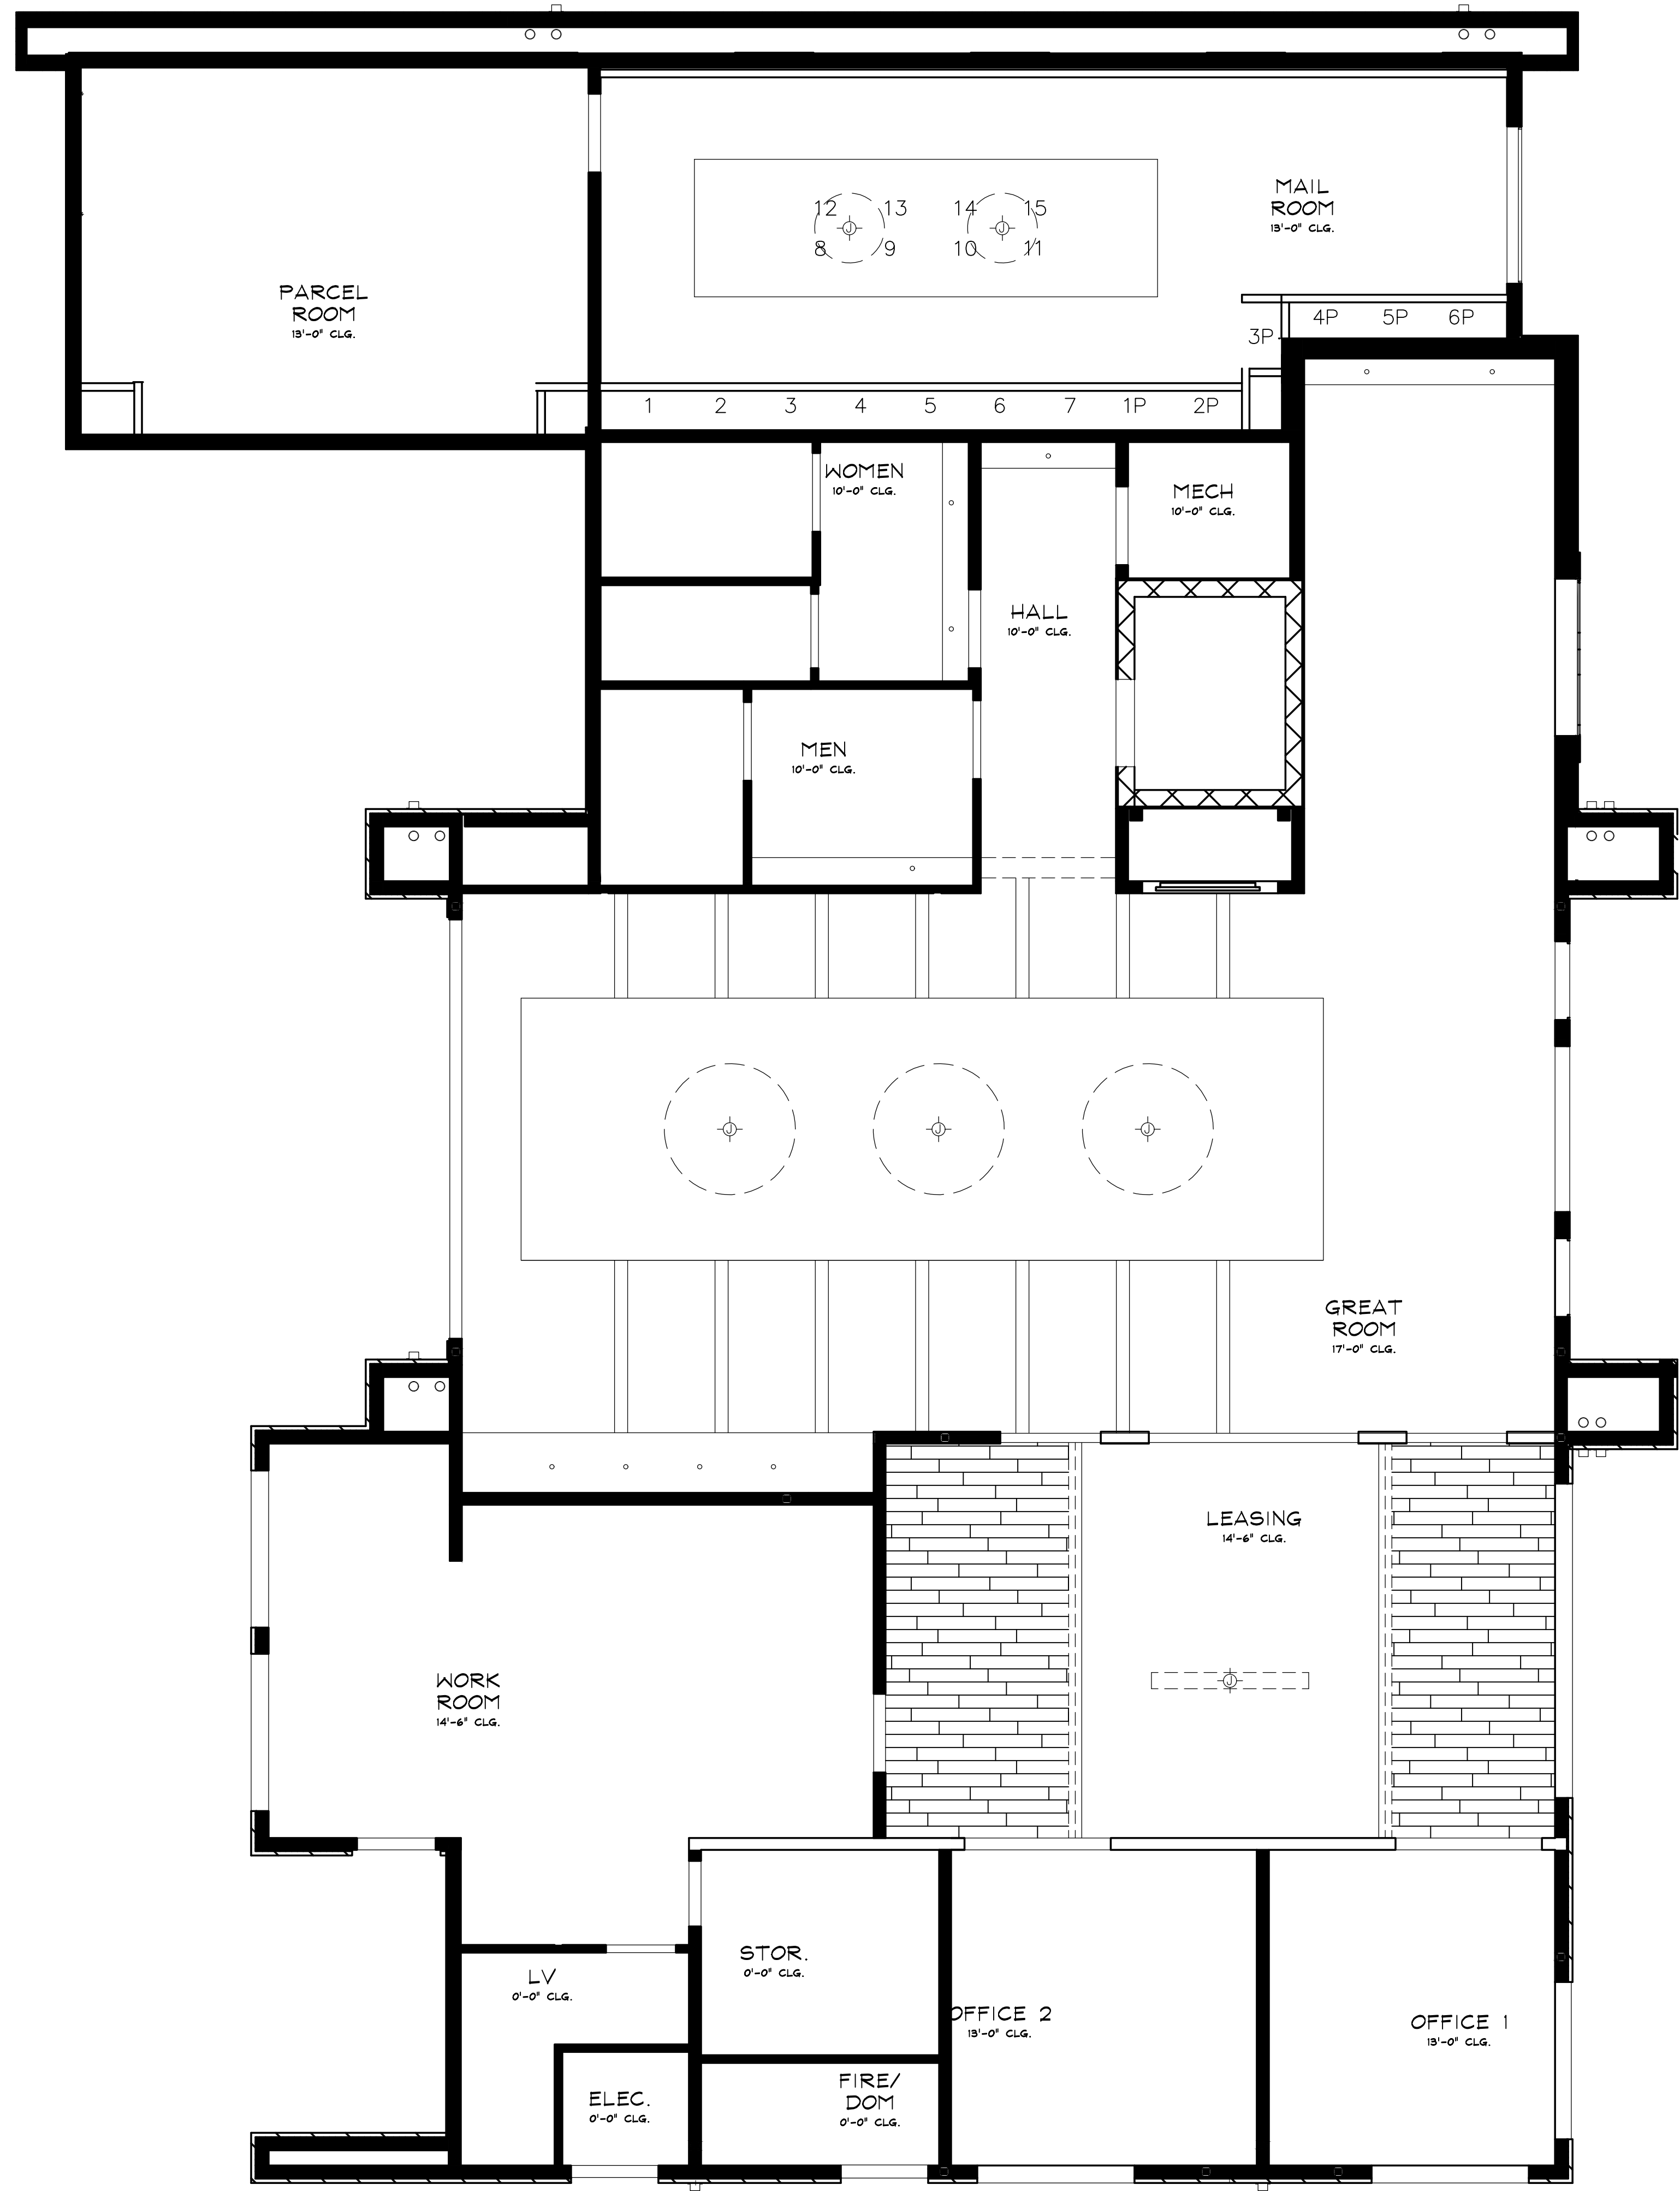 12 13 14 15
8 9 10 11
MAIL
ROOM
13'-0" CLG.
PARCEL
ROOM
13'-0" CLG.
4P 5P 6P
3P
1 2 3 4 5 6 7 1P 2P
WOMEN
10'-0" CLG.
MECH
10'-0" CLG.
HALL
10'-0" CLG.
MEN
10'-0" CLG.
J J
J J J
GREAT
ROOM
17'-0" CLG.
LEASING
14'-6" CLG.
J
WORK
ROOM
14'-6" CLG.
STOR.
0'-0" CLG.
LV
0'-0" CLG.
OFFICE 2
13'-0" CLG.
OFFICE 1
13'-0" CLG.
ELEC.
0'-0" CLG.
FIRE/
DOM
0'-0" CLG.